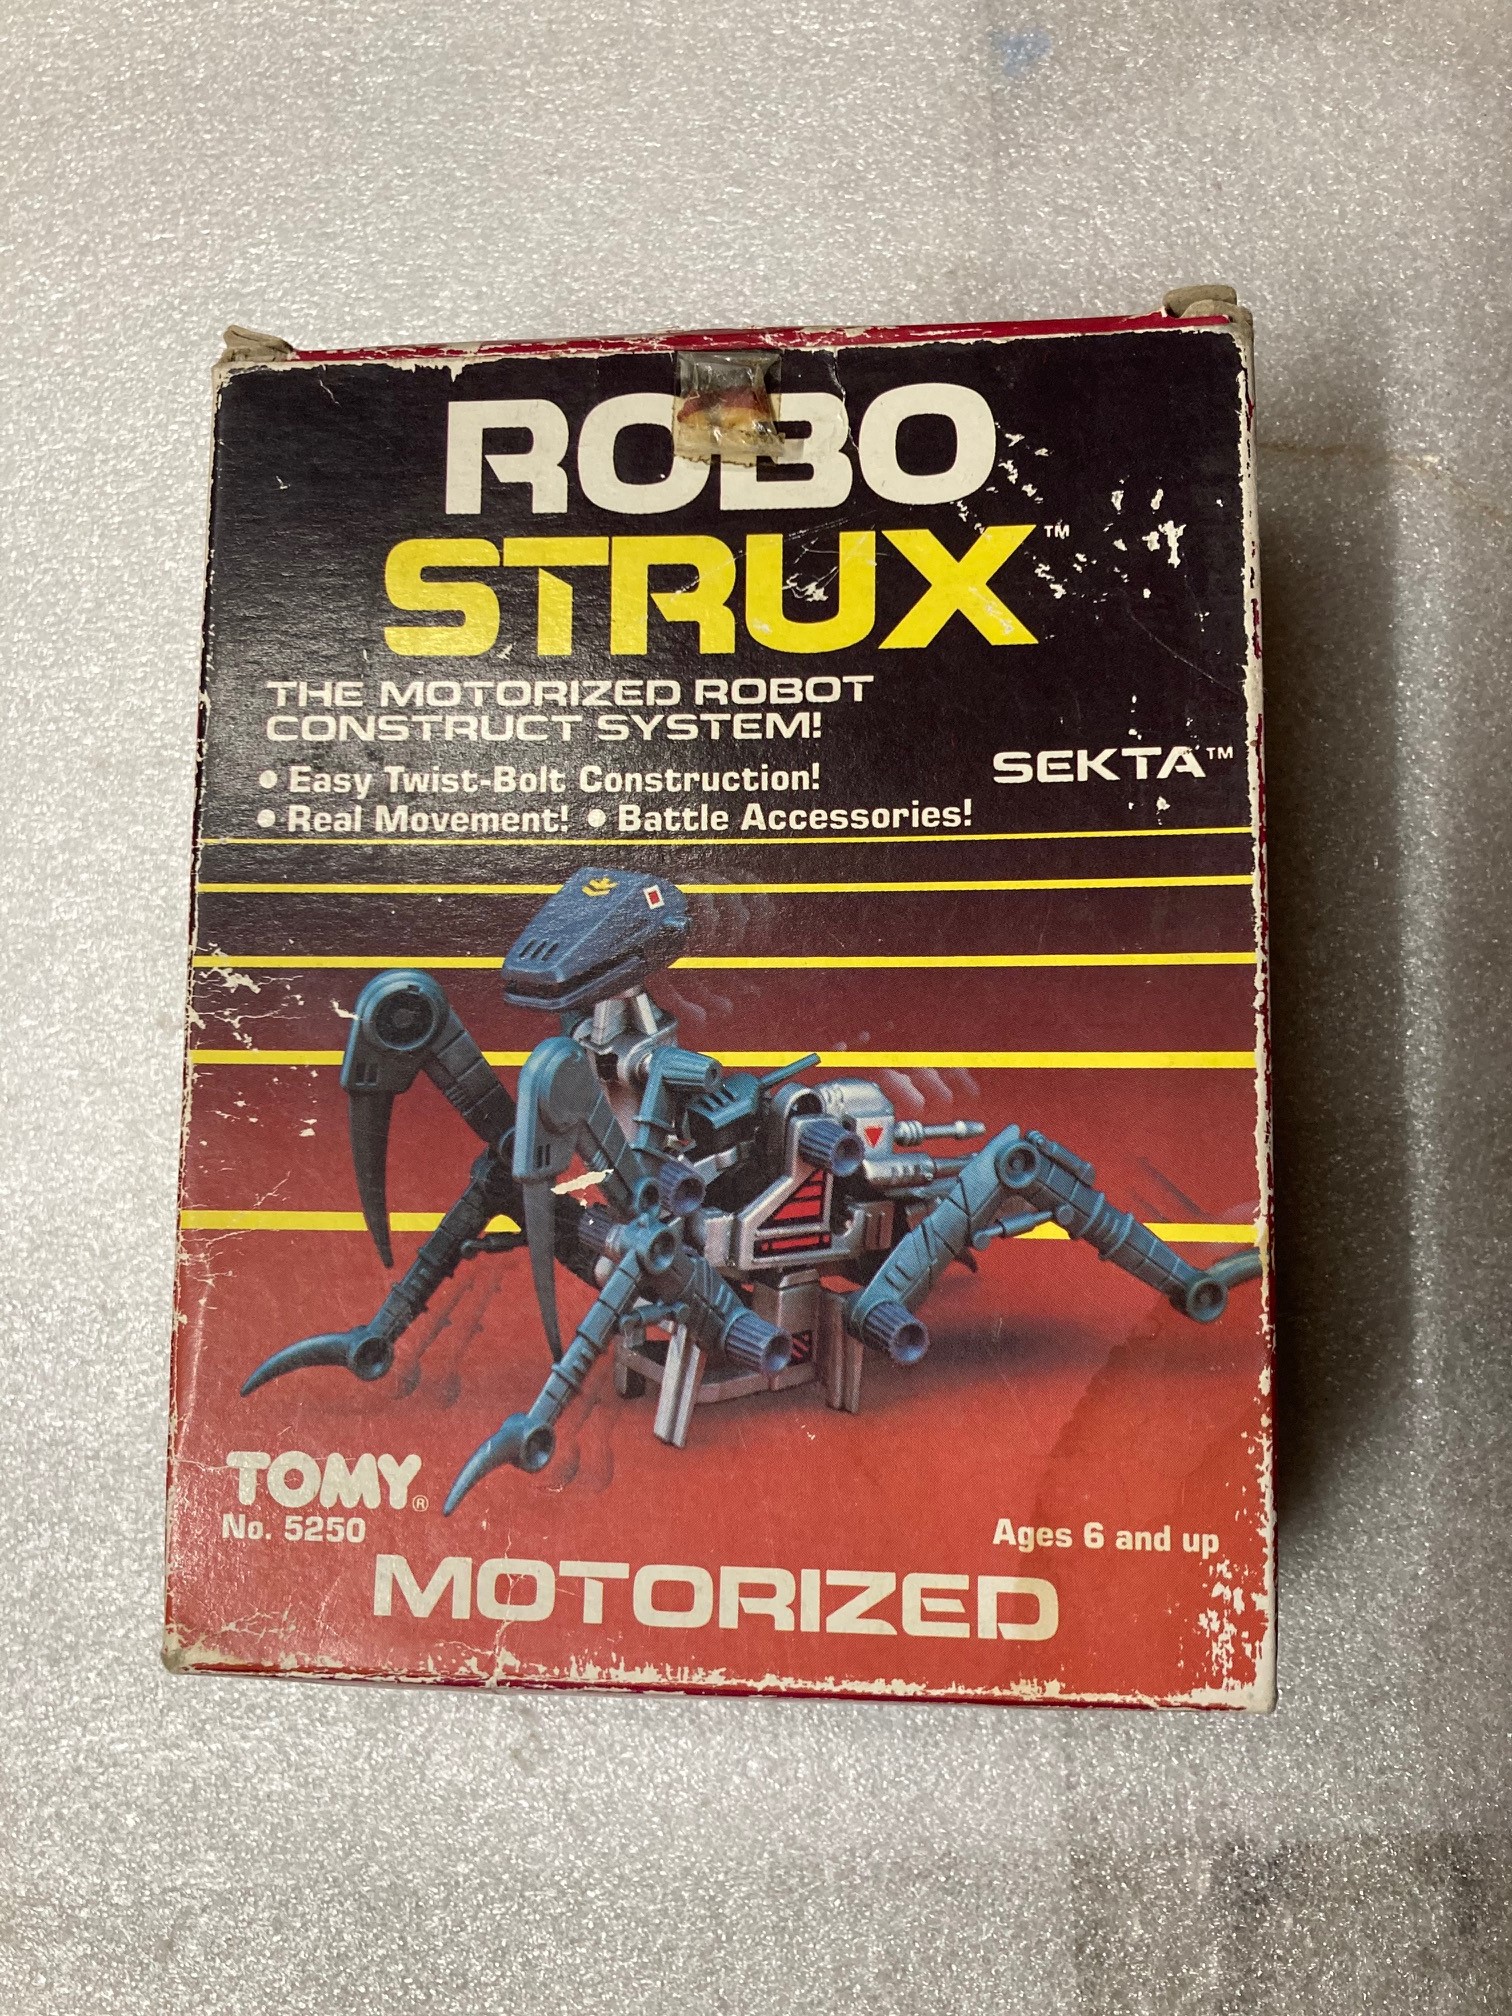 ROBO
STRUX™
THE MOTORIZED ROBOT
CONSTRUCT SYSTEM!
• Easy Twist-Bolt Construction!
• Real Movement! • Battle Accessories!
SEKTA™
TOMY®
No. 5250
Ages 6 and up
MOTORIZED